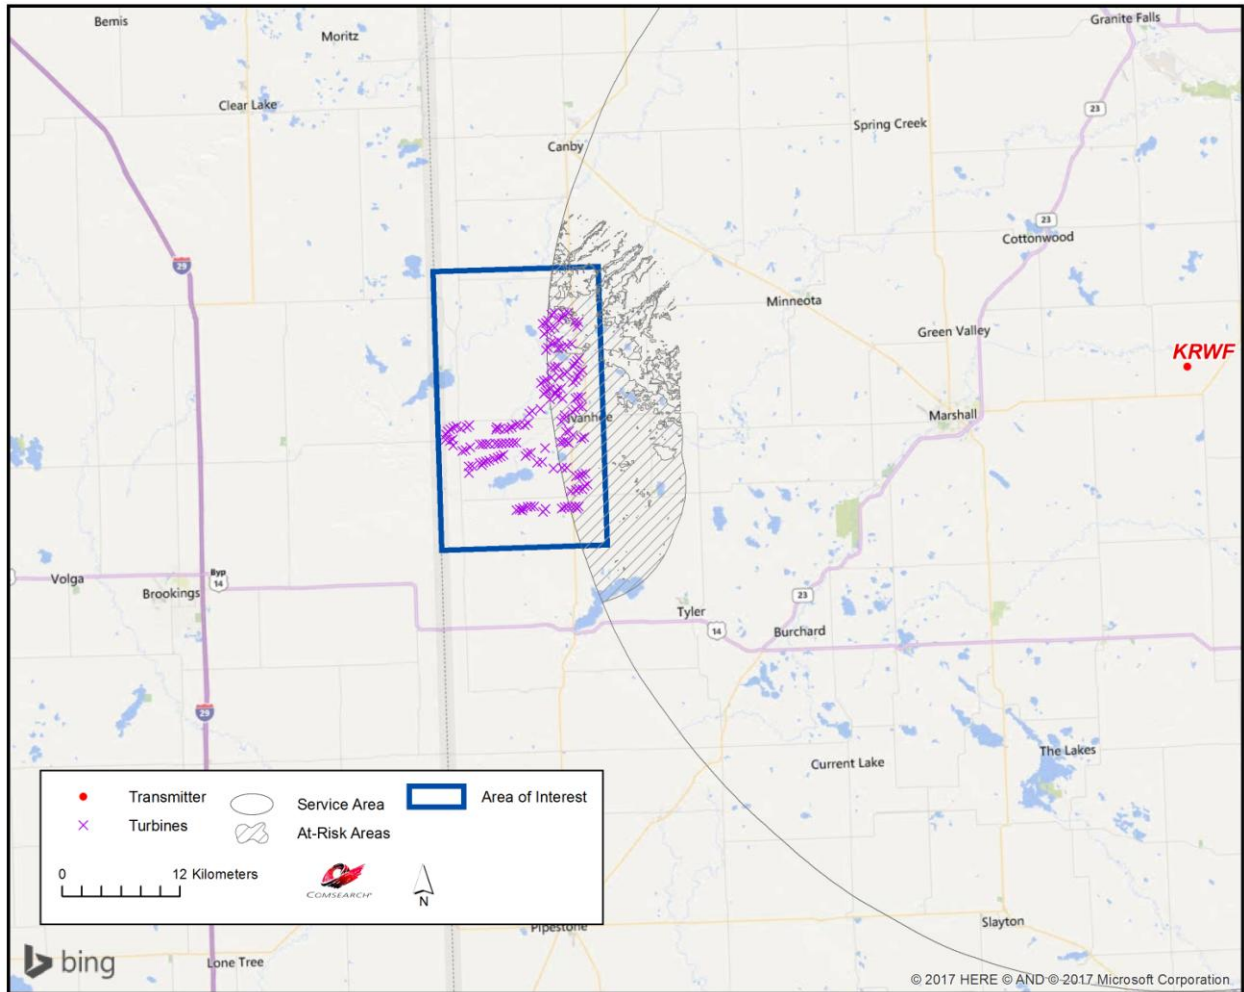 Bemis
Moritz
Granite Falls
Clear Lake
23
Spring Creek
Canby
23
Cottonwood
29
Minneota
Green Valley
KRWF
Ivanhoe
Marshall
Volga
Byp
14
Brookings
23
Tyler
14
Burchard
29
The Lakes
Current Lake
Transmitter
Service Area
Area of Interest
Turbines
At-Risk Areas
0 12 Kilometers
COMSEARCH
N
Slayton
Pipestone
bing
Lone Tree
© 2017 HERE © AND © 2017 Microsoft Corporation